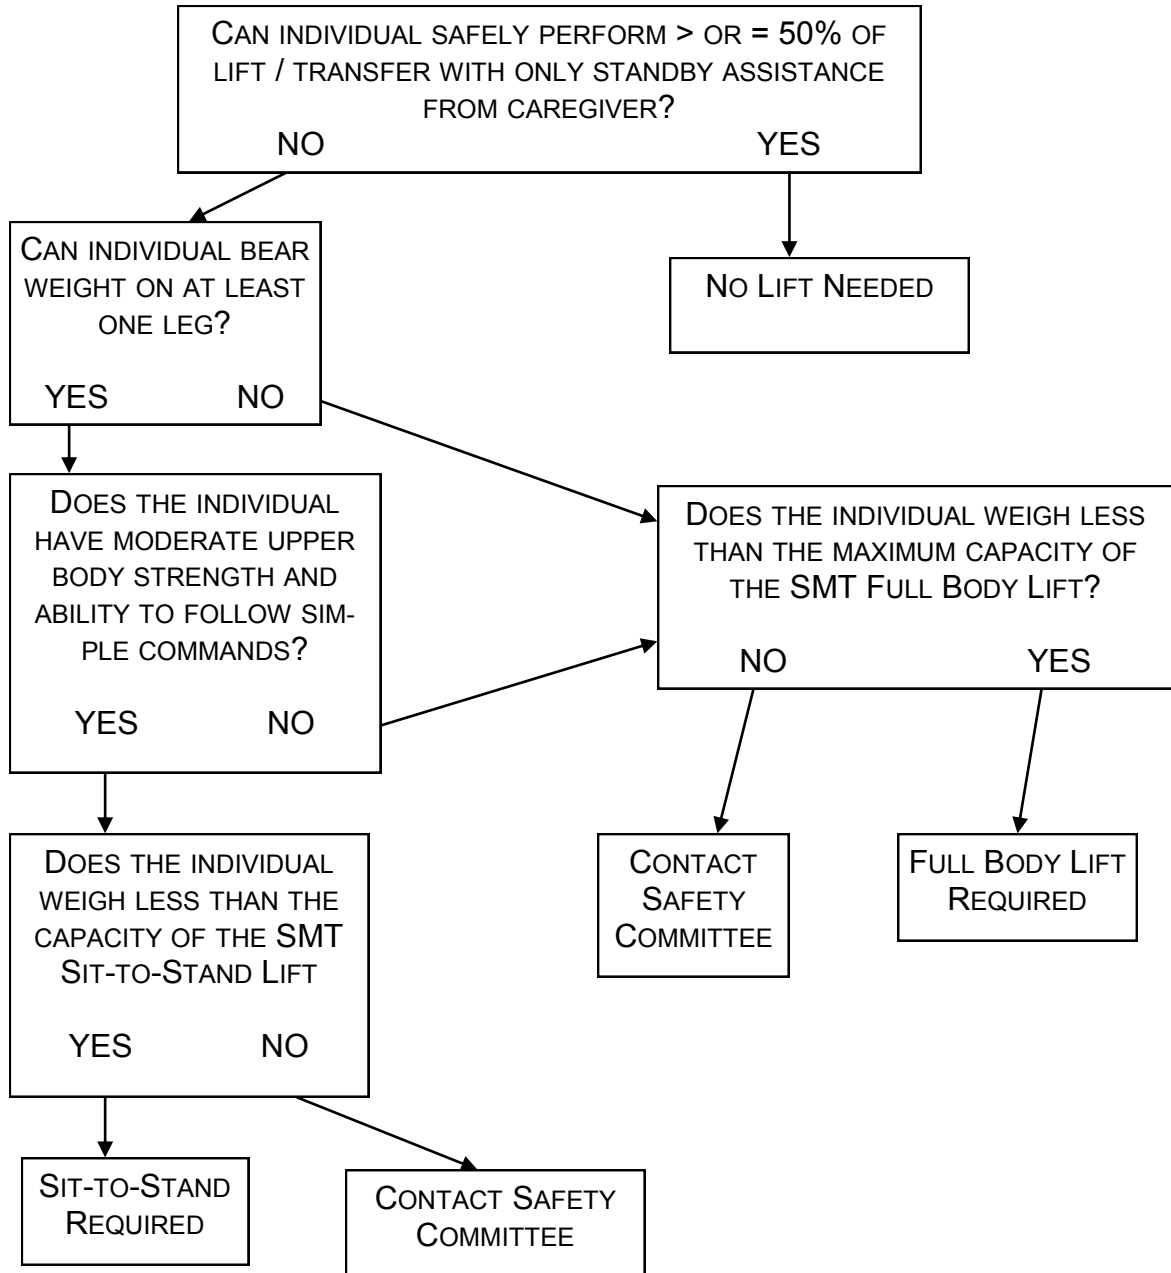 CAN INDIVIDUAL SAFELY PERFORM > OR = 50% OF
LIFT / TRANSFER WITH ONLY STANDBY ASSISTANCE
FROM CAREGIVER?
NO YES
CAN INDIVIDUAL BEAR
WEIGHT ON AT LEAST
ONE LEG?
YES NO
NO LIFT NEEDED
DOES THE INDIVIDUAL
HAVE MODERATE UPPER
BODY STRENGTH AND
ABILITY TO FOLLOW SIM-
PLE COMMANDS?
YES NO
DOES THE INDIVIDUAL WEIGH LESS
THAN THE MAXIMUM CAPACITY OF
THE SMT FULL BODY LIFT?
NO YES
DOES THE INDIVIDUAL
WEIGH LESS THAN THE
CAPACITY OF THE SMT
SIT-TO-STAND LIFT
YES NO
CONTACT
SAFETY
COMMITTEE
FULL BODY LIFT
REQUIRED
SIT-TO-STAND
REQUIRED
CONTACT SAFETY
COMMITTEE